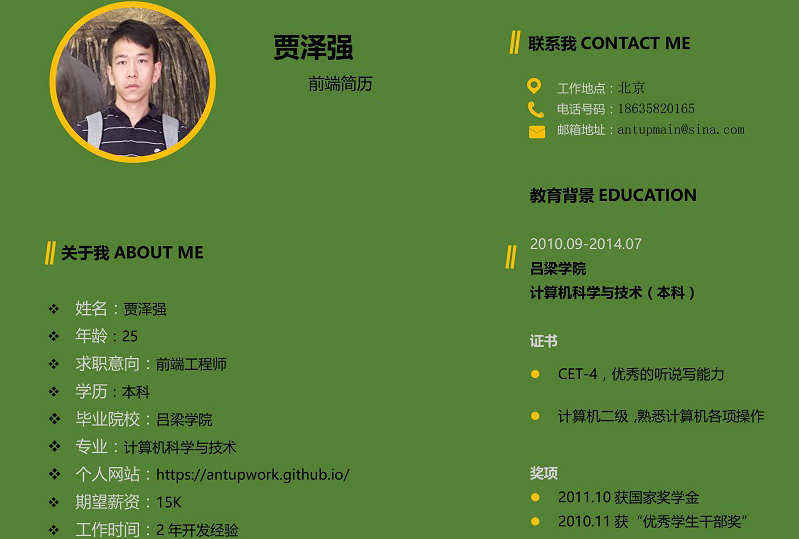 贾泽强
前端简历
联系我 CONTACT ME
工作地点：北京
电话号码：18635820165
邮箱地址：antupmain@sina.com
教育背景 EDUCATION
2010.09-2014.07
吕梁学院
计算机科学与技术（本科）
证书
CET-4，优秀的听说写能力
计算机二级 ,熟悉计算机各项操作
奖项
2011.10 获国家奖学金
2010.11 获“优秀学生干部奖”
关于我 ABOUT ME
姓名：贾泽强
年龄：25
求职意向：前端工程师
学历：本科
毕业院校：吕梁学院
专业：计算机科学与技术
个人网站：https://antupwork.github.io/
期望薪资：15K
工作时间：2 年开发经验